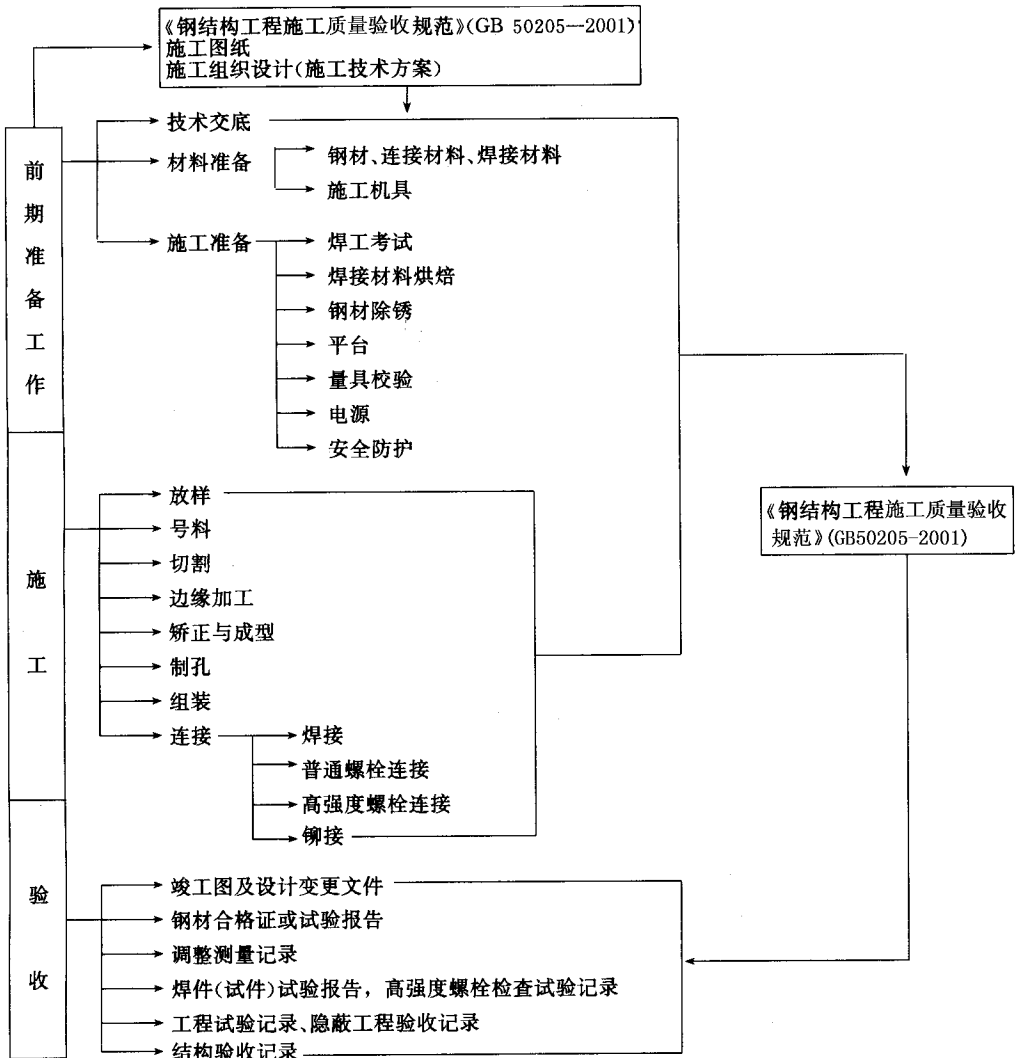 《钢结构工程施工质量验收规范》(GB 50205—2001)
施工图纸
施工组织设计(施工技术方案)
前期准备工作
技术交底
材料准备
钢材、连接材料、焊接材料
施工机具
施工准备
焊工考试
焊接材料烘焙
钢材除锈
平台
量具校验
电源
安全防护
《钢结构工程施工质量验收
规范》(GB50205-2001)
施工
放样
号料
切割
边缘加工
矫正与成型
制孔
组装
连接
焊接
普通螺栓连接
高强度螺栓连接
铆接
验收
竣工图及设计变更文件
钢材合格证或试验报告
调整测量记录
焊件(试件)试验报告，高强度螺栓检查试验记录
工程试验记录、隐蔽工程验收记录
结构验收记录